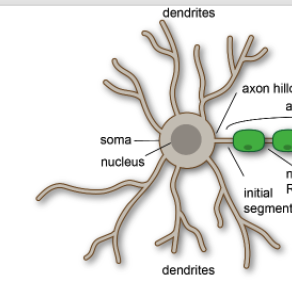 dendrites
axon hillo
a
soma
nucleus
n
R
initial
segment
dendrites